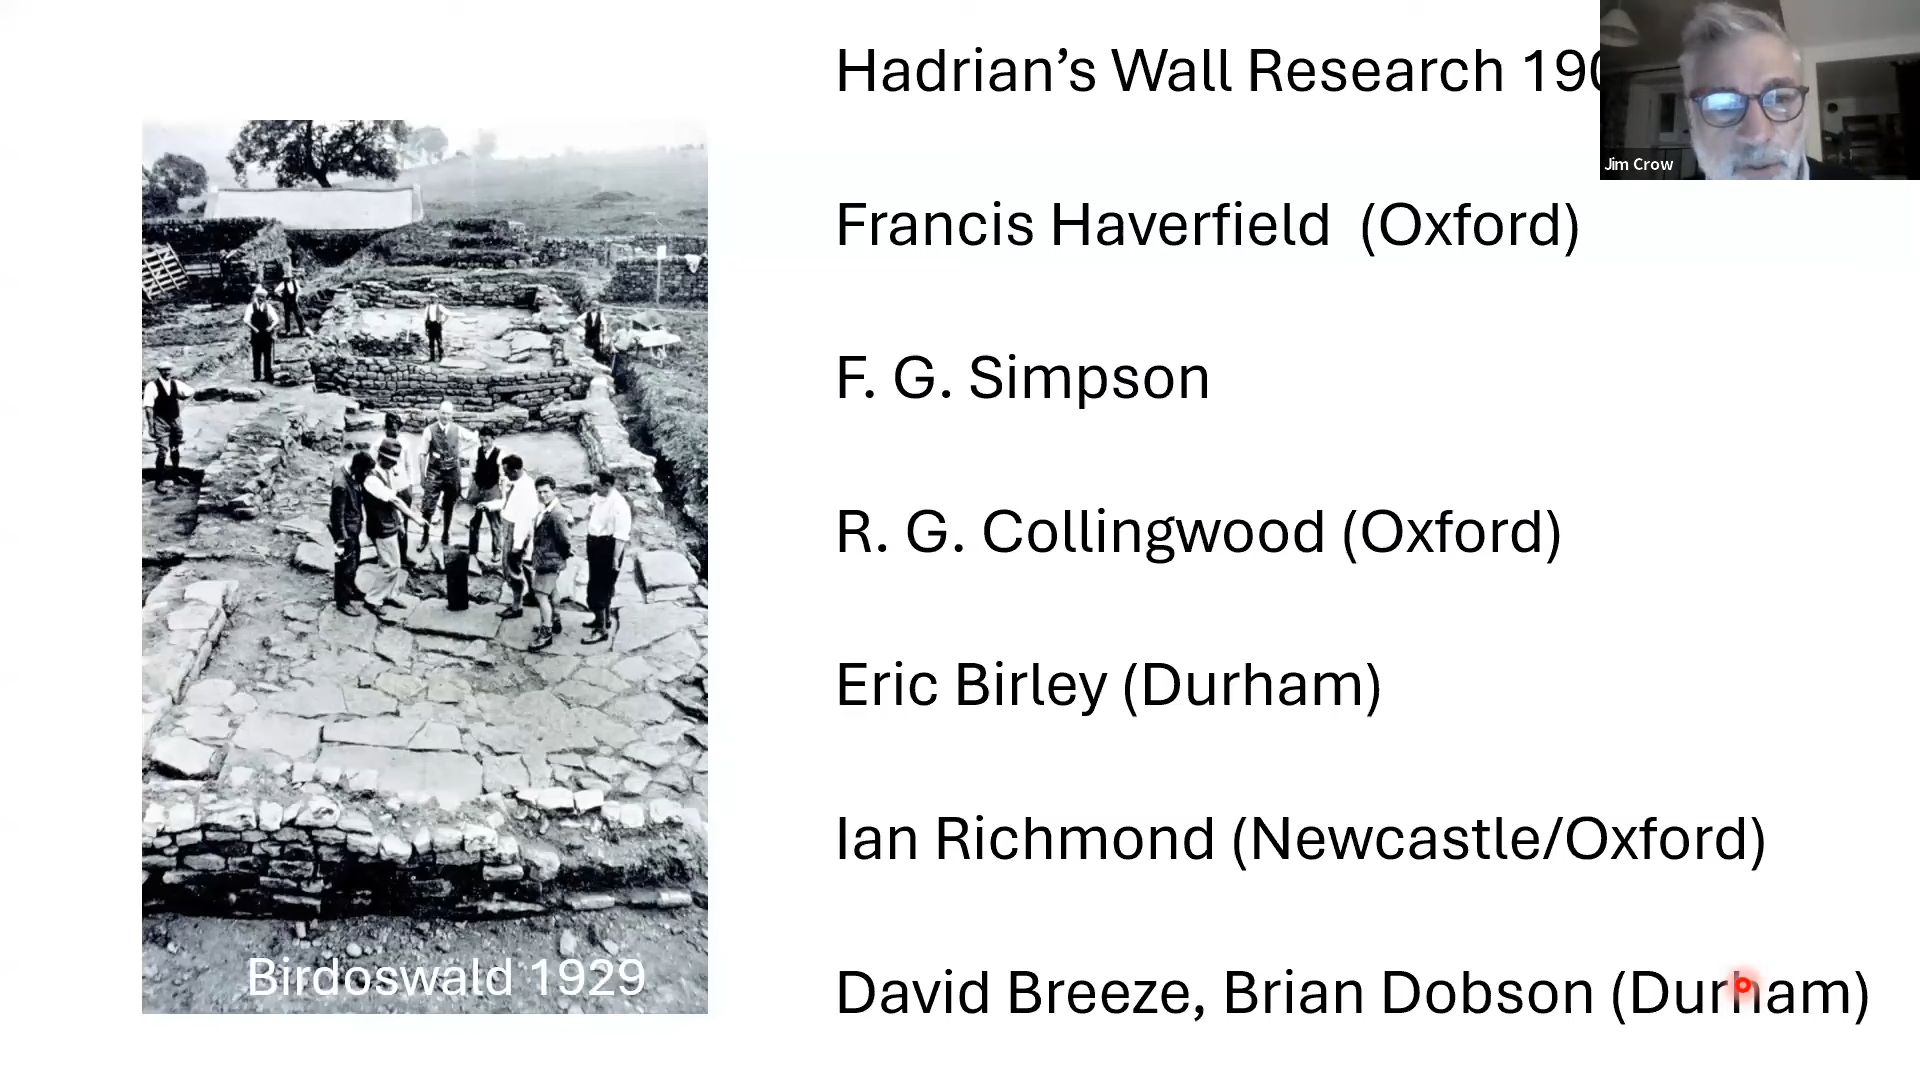 Hadrian’s Wall Research
Jim Crow
Francis Haverfield (Oxford)
F. G. Simpson
R. G. Collingwood (Oxford)
Eric Birley (Durham)
Ian Richmond (Newcastle/Oxford)
David Breeze, Brian Dobson (Durham)
Birdoswald 1929